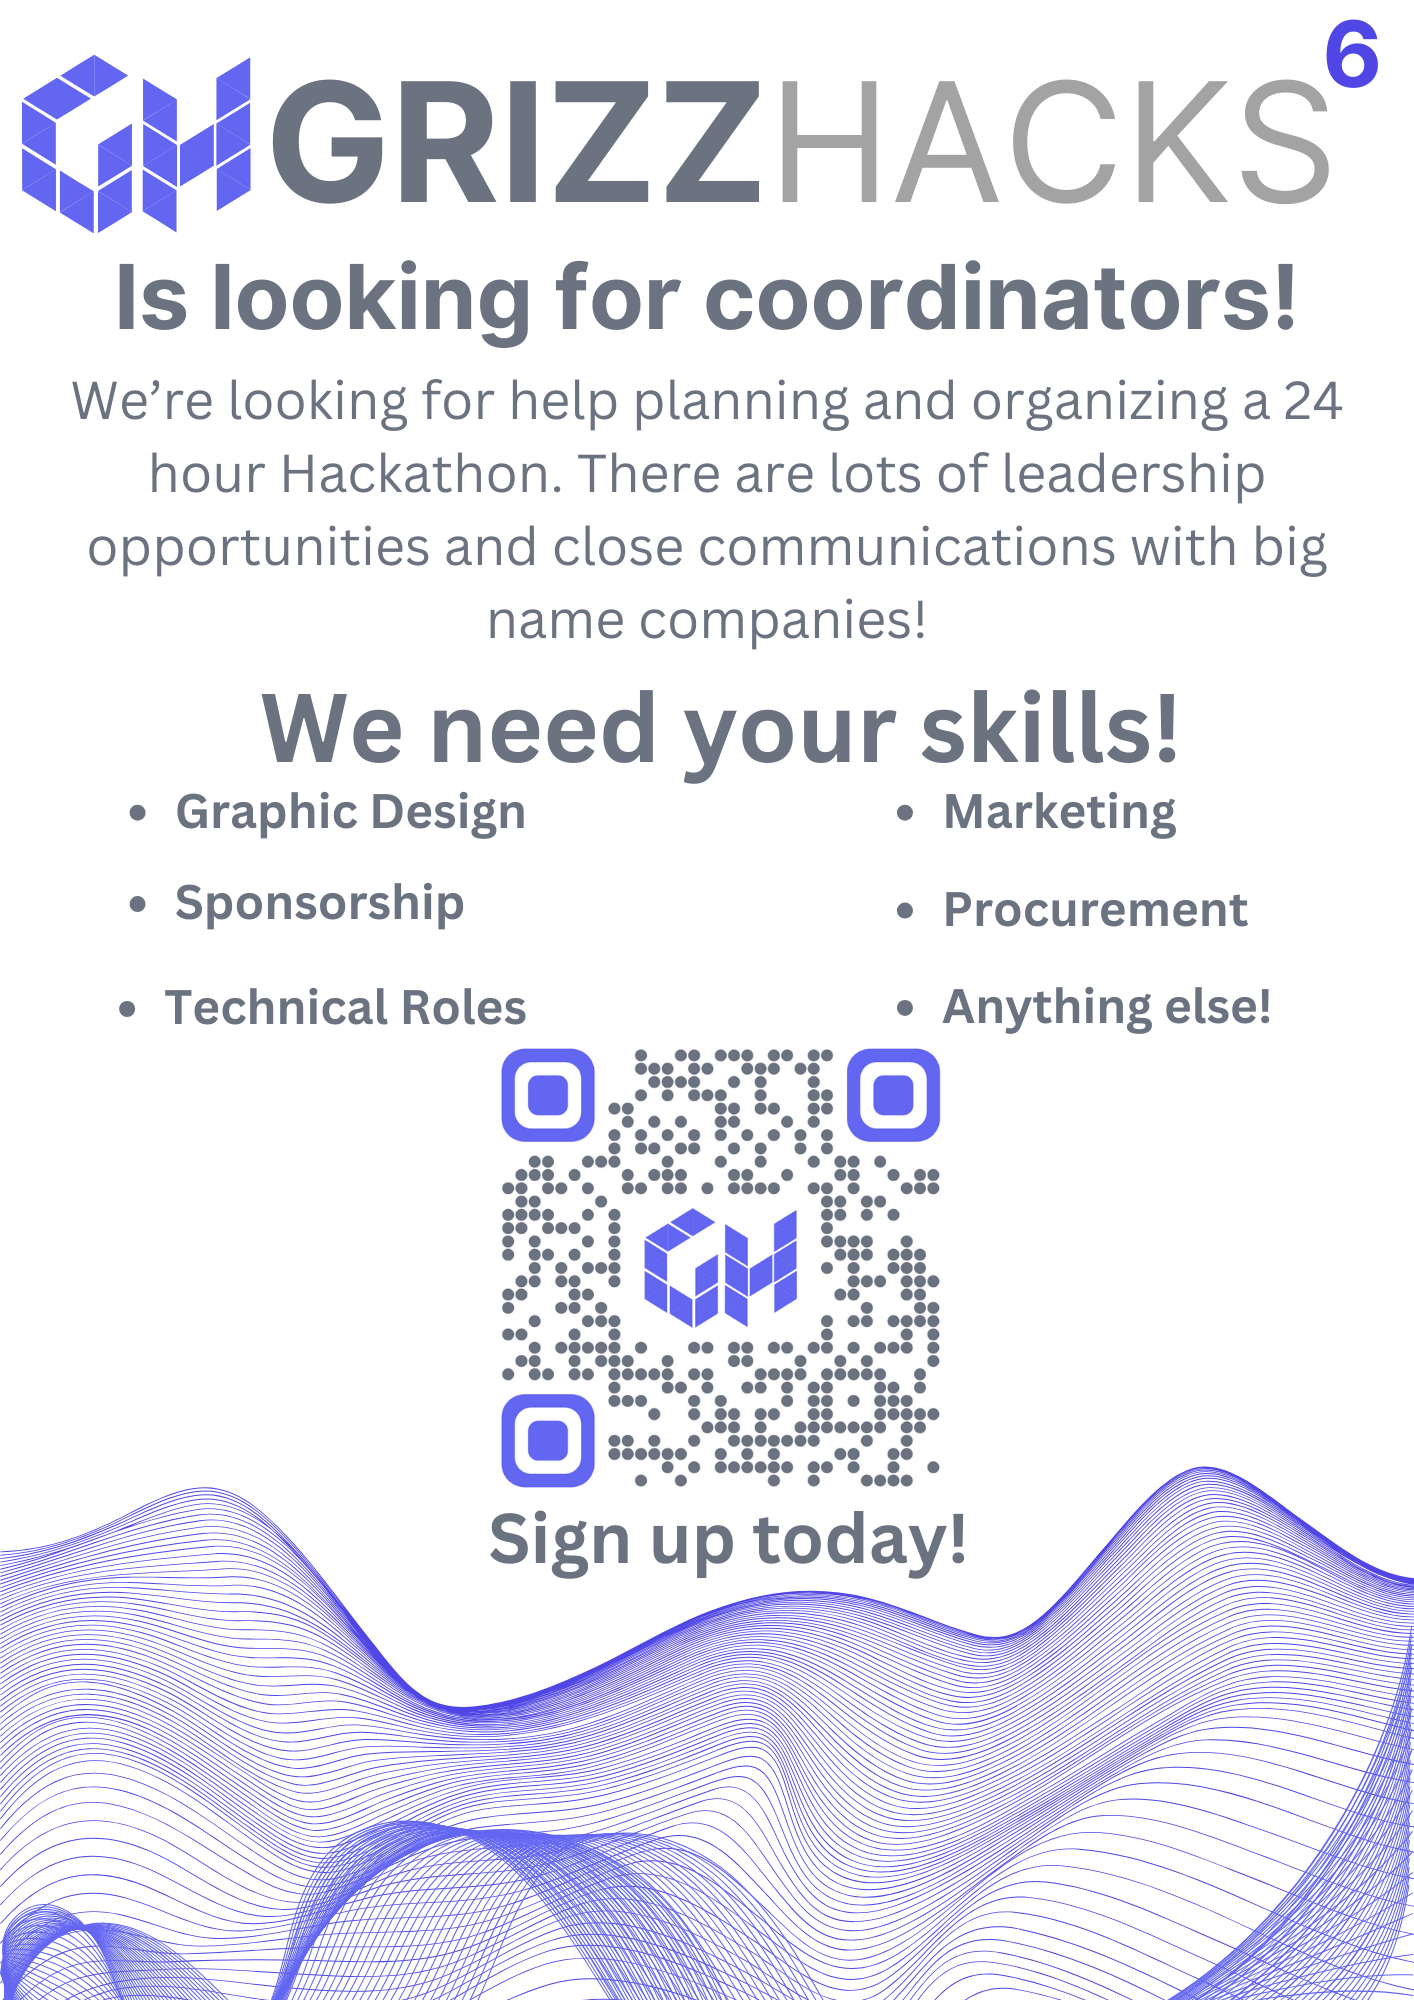 GH GRIZZHACKS 6
Is looking for coordinators!
We’re looking for help planning and organizing a 24
hour Hackathon. There are lots of leadership
opportunities and close communications with big
name companies!
We need your skills!
• Graphic Design
• Sponsorship
• Technical Roles
• Marketing
• Procurement
• Anything else!
GH
Sign up today!